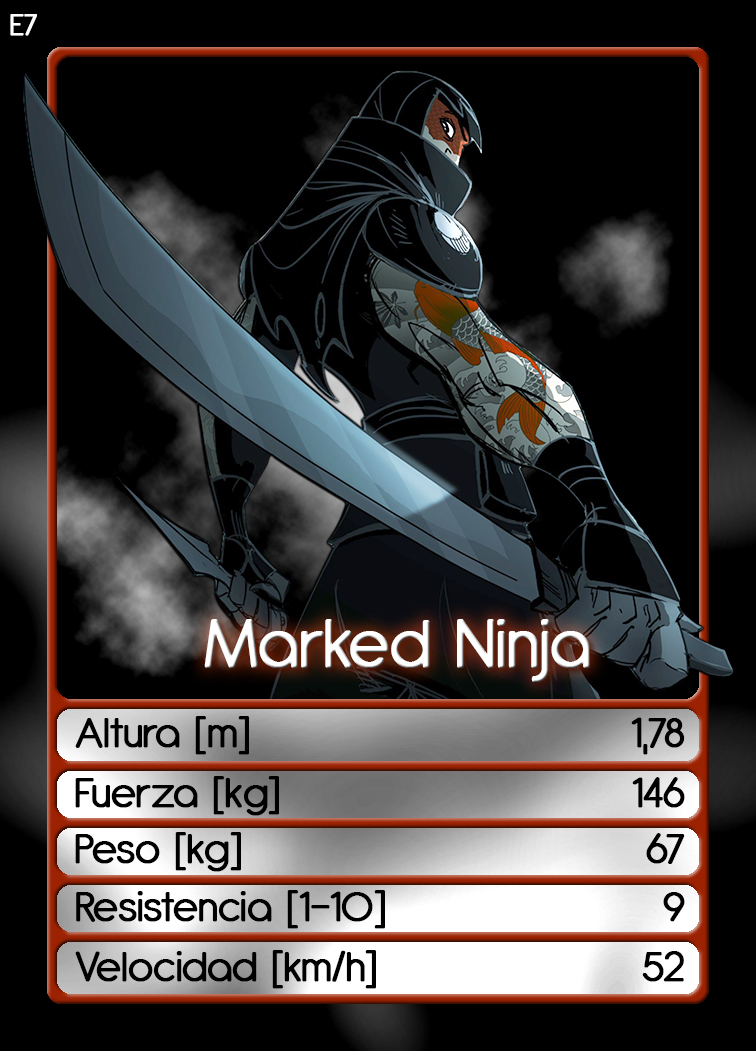 E7
Marked Ninja
Altura [m] 1,78
Fuerza [kg] 146
Peso [kg] 67
Resistencia [1-10] 9
Velocidad [km/h] 52